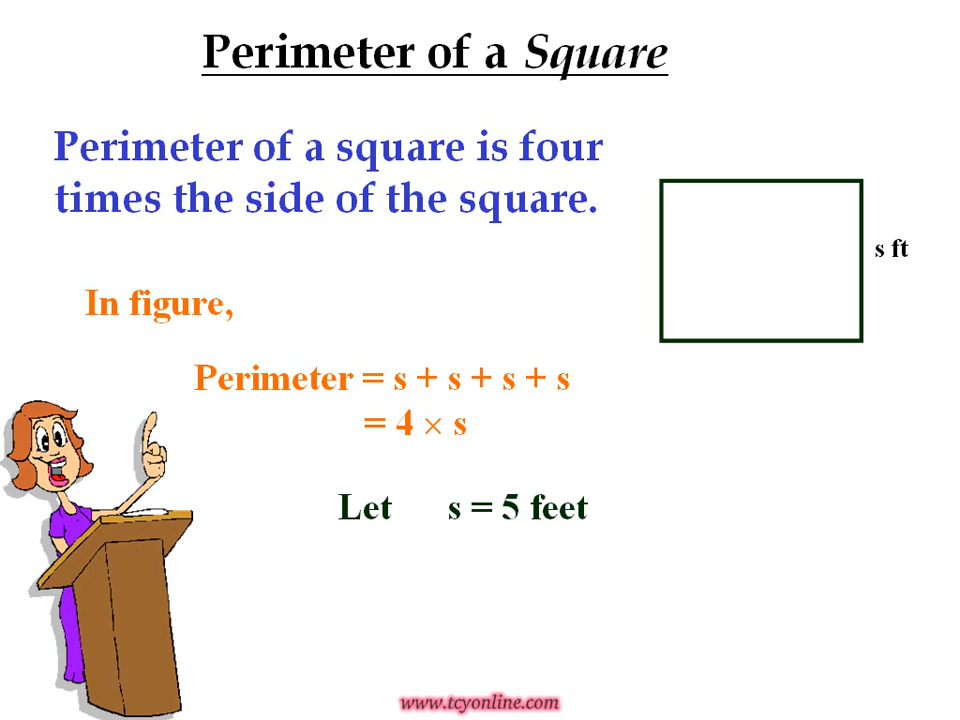 Perimeter of a Square
Perimeter of a square is four
times the side of the square.
s ft
In figure,
Perimeter = s + s + s + s
= 4 × s
Let s = 5 feet
www.tcyonline.com